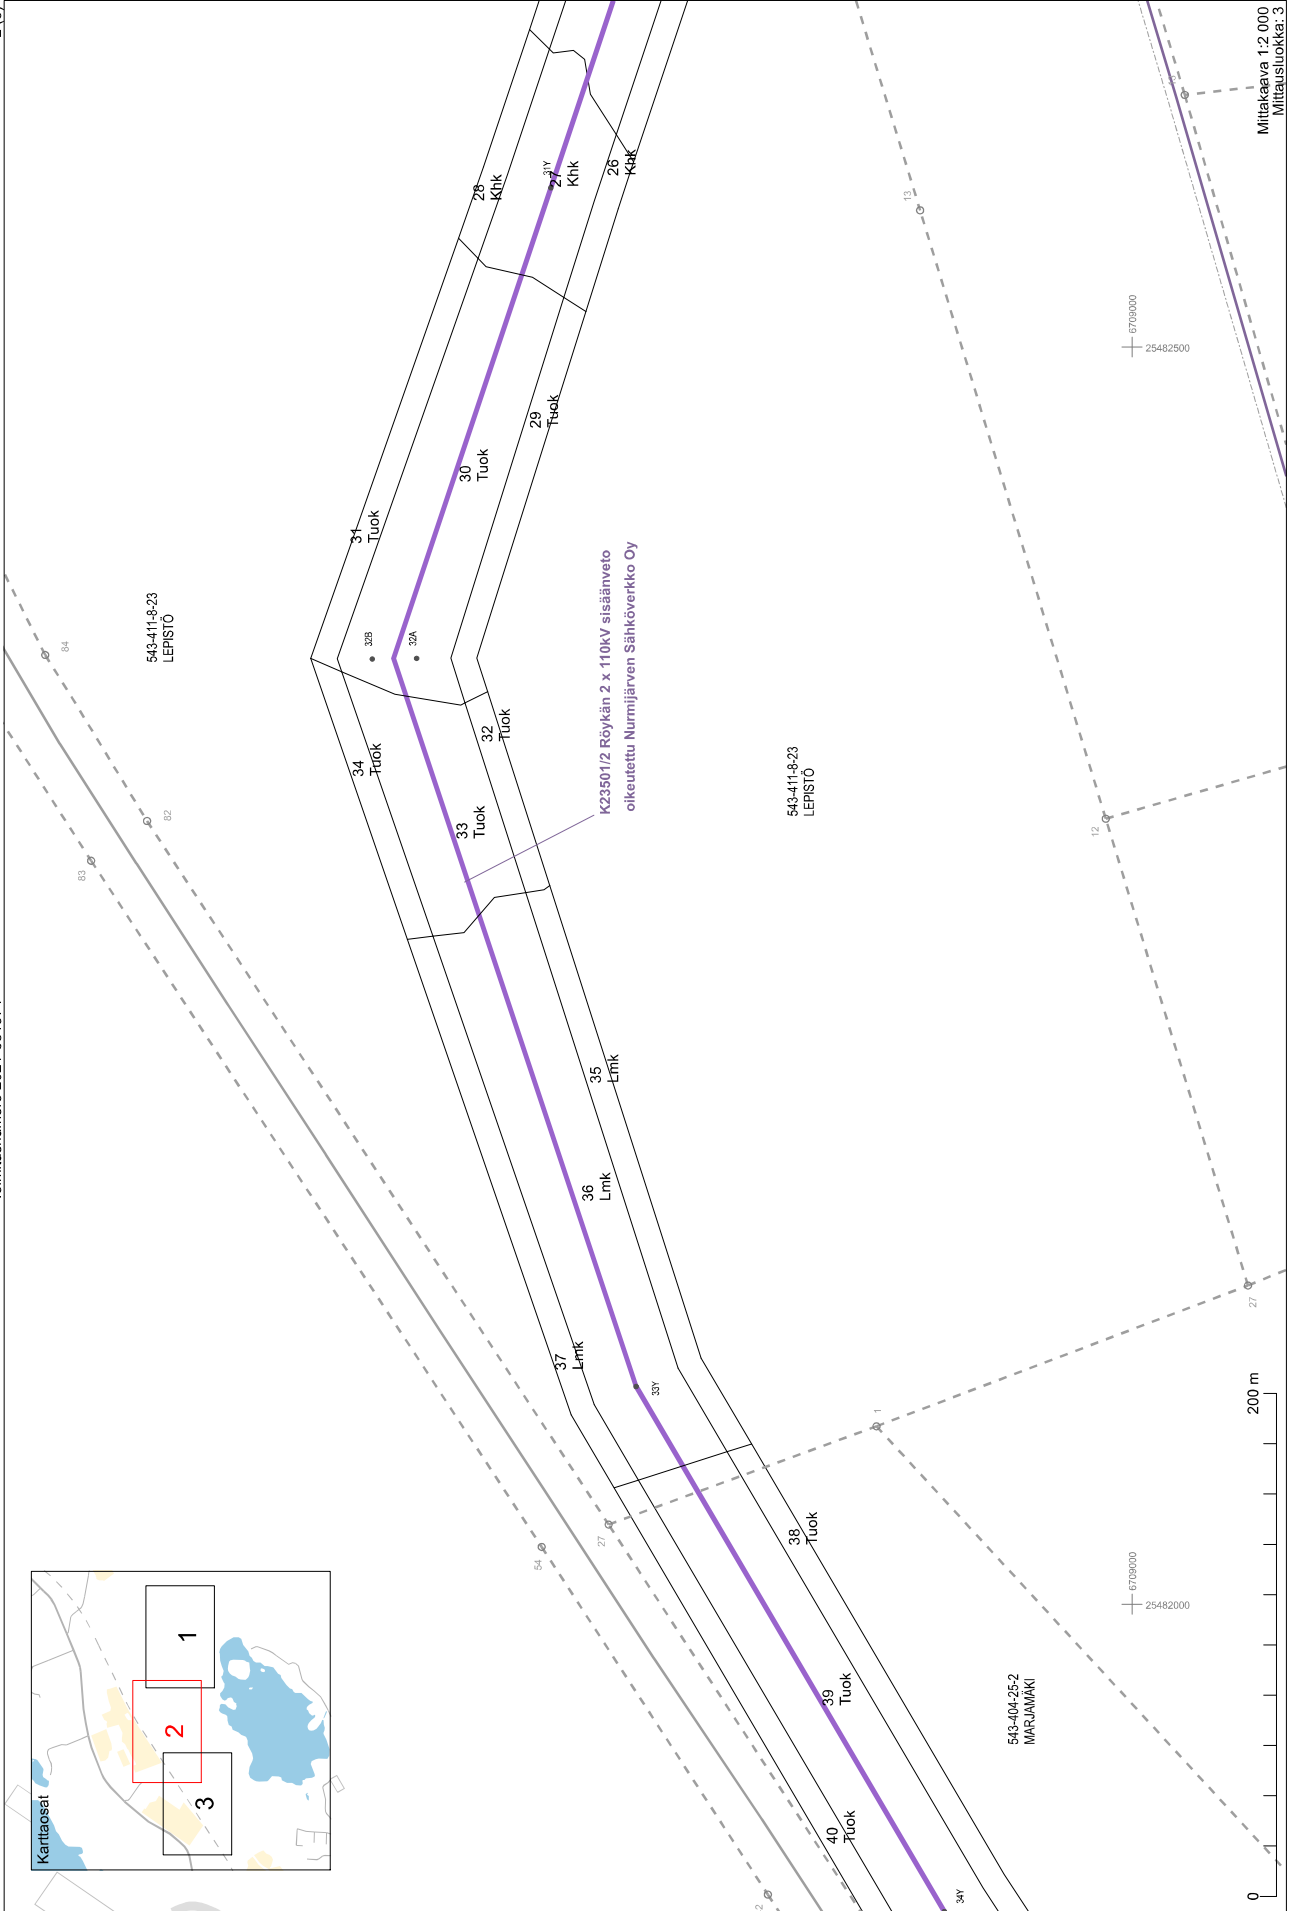 Mittakaava 1:2 000
Mittausluokka: 3
28
Khk
31Y
27
Khk
26
Khk
13
6709000
25482500
29
Tuok
30
Tuok
31
Tuok
32B
32A
543-411-8-23
LEPISTÖ
84
82
83
34
Tuok
32
Tuok
33
Tuok
K23501/2 Röykän 2 x 110kV sisäänveto
oikeutettu Nurmijärven Sähköverkko Oy
543-411-8-23
LEPISTÖ
12
35
Lmk
36
Lmk
37
Lmk
33Y
27
1
27
54
38
Tuok
6709000
25482000
39
Tuok
543-404-25-2
MARJAMÄKI
40
Tuok
34Y
0
200 m
Karttaosat
1
2
3